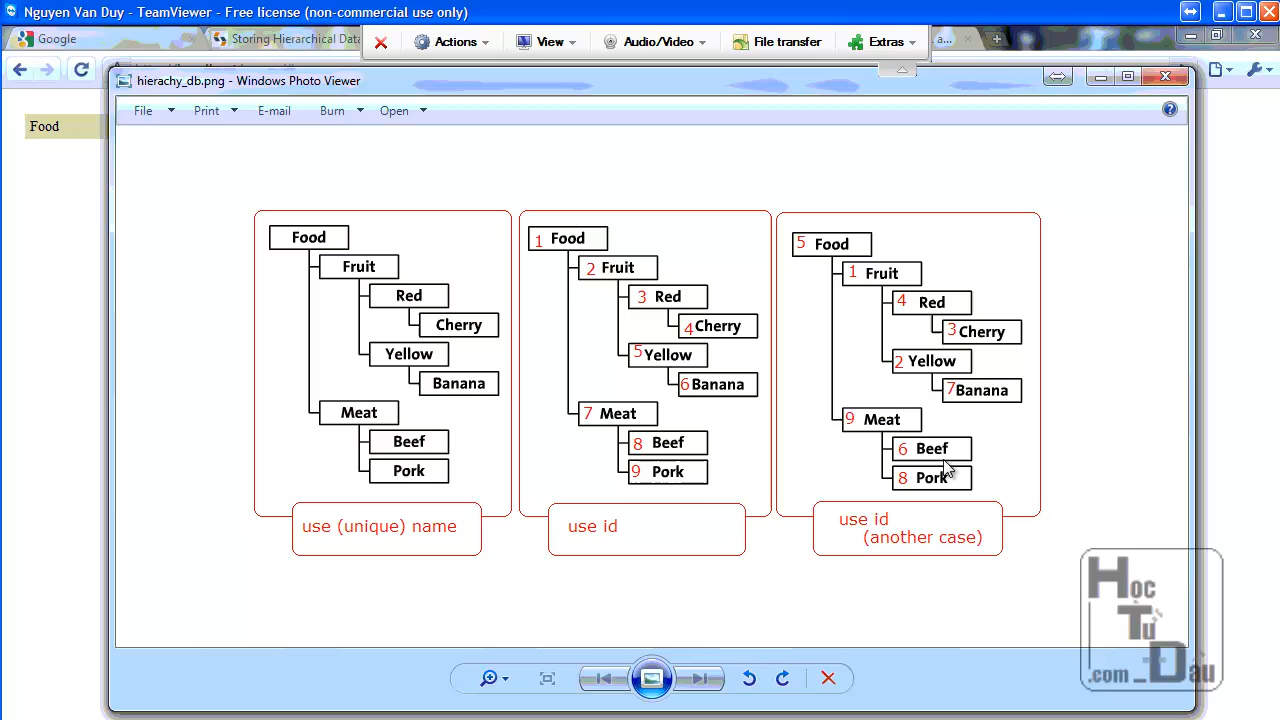 Nguyen Van Duy - TeamViewer - Free license (non-commercial use only)
Google
Storing Hierarchical Data
Actions
View
Audio/Video
File transfer
Extras
a...
hierachy_db.png - Windows Photo Viewer
File
Print
E-mail
Burn
Open
Food
Food
Fruit
Red
Cherry
Yellow
Banana
Meat
Beef
Pork
use (unique) name
1 Food
2 Fruit
3 Red
4 Cherry
5 Yellow
6 Banana
7 Meat
8 Beef
9 Pork
use id
5 Food
1 Fruit
4 Red
3 Cherry
2 Yellow
7 Banana
9 Meat
6 Beef
8 Pork
use id
(another case)
Học
Từ
.com_Đầu